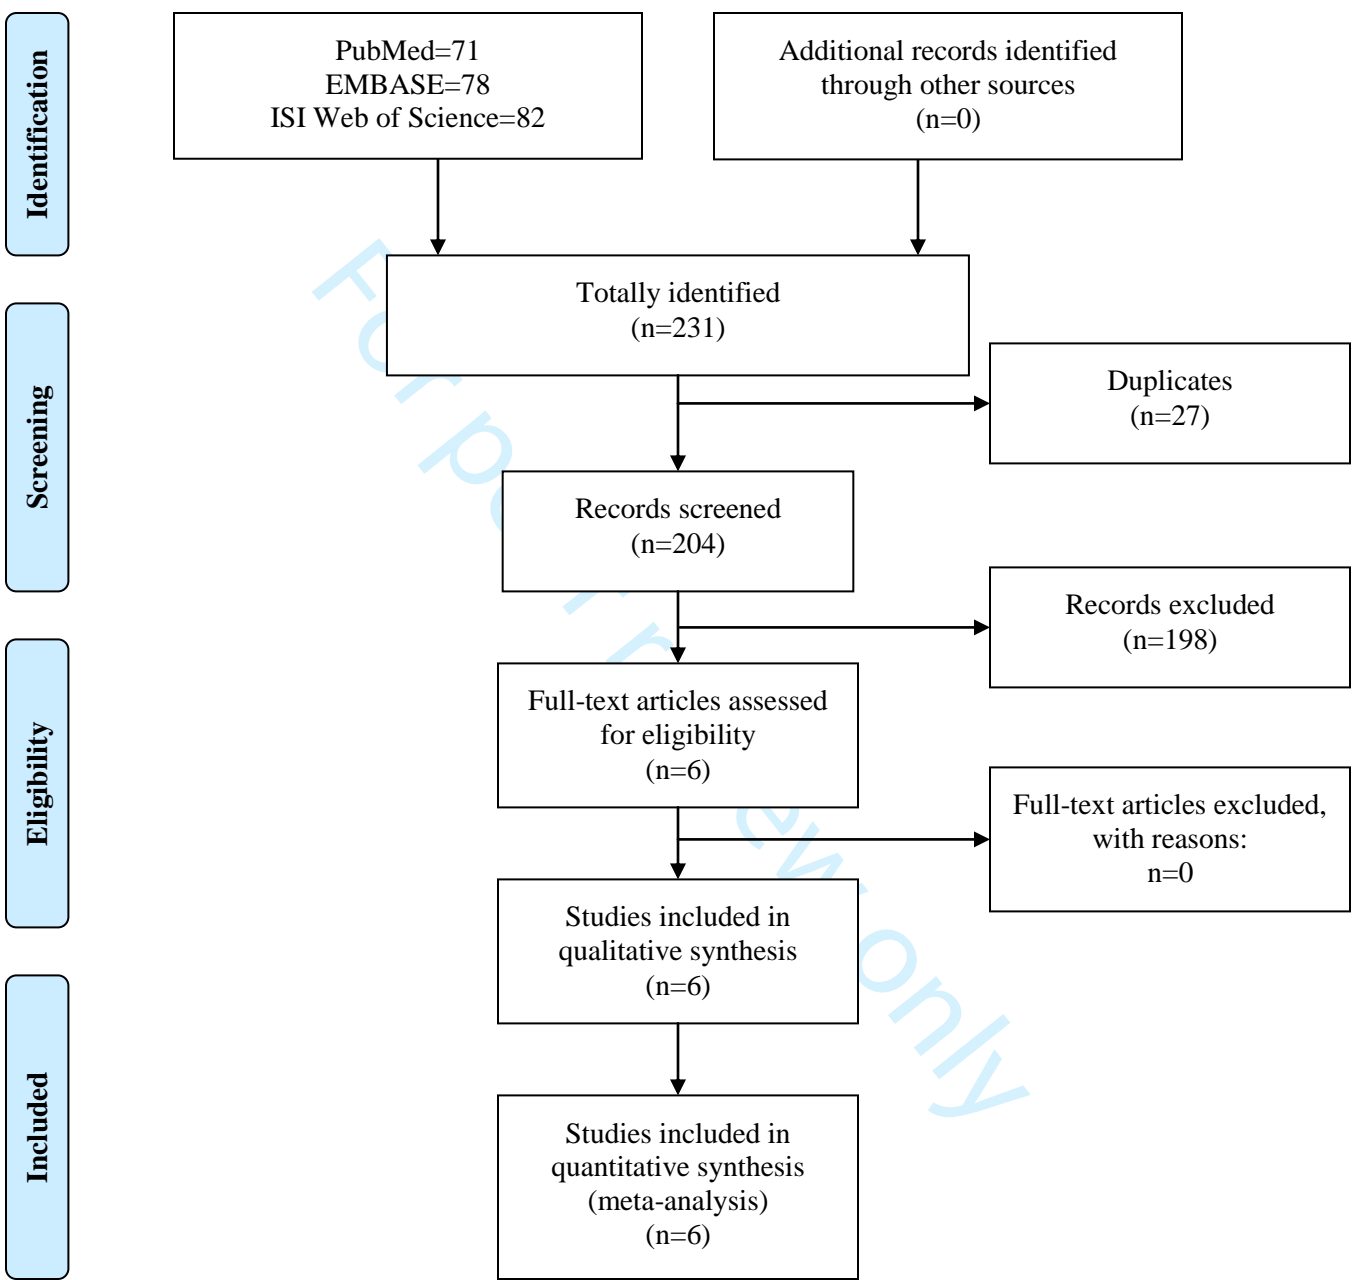 Identification
PubMed=71
EMBASE=78
ISI Web of Science=82
Additional records identified
through other sources
(n=0)
Totally identified
(n=231)
Screening
Duplicates
(n=27)
Records screened
(n=204)
Records excluded
(n=198)
Eligibility
Full-text articles assessed
for eligibility
(n=6)
Full-text articles excluded,
with reasons:
n=0
Studies included in
qualitative synthesis
(n=6)
Included
Studies included in
quantitative synthesis
(meta-analysis)
(n=6)
For only